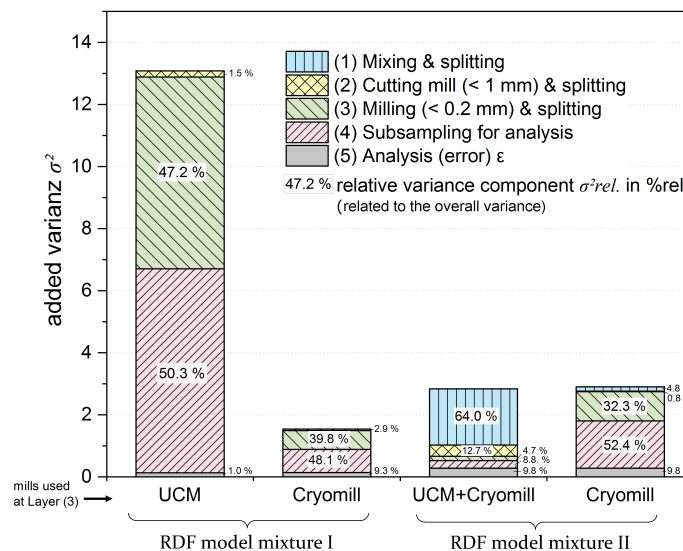 14
12
10
8
6
4
2
0
added varianz σ²
(1) Mixing & splitting
(2) Cutting mill (< 1 mm) & splitting
(3) Milling (< 0.2 mm) & splitting
(4) Subsampling for analysis
(5) Analysis (error) ε
47.2 % relative variance component σ²rel. in %rel
(related to the overall variance)
1.5 %
47.2 %
50.3 %
1.0 %
2.9 %
39.8 %
48.1 %
9.3 %
64.0 %
12.7 %
4.7 %
8.8. %
9.8 %
4.8
0.8
32.3 %
52.4 %
9.8
mills used
at Layer (3)
UCM
Cryomill
UCM+Cryomill
Cryomill
RDF model mixture I
RDF model mixture II